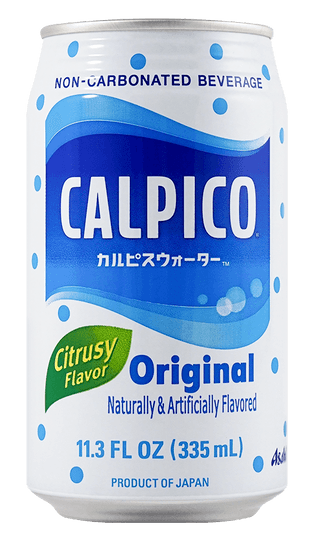 NON-CARBONATED BEVERAGE
CALPICO
カルピスウォーター™
Citrusy
Flavor
Original
Naturally & Artificially Flavored
11.3 FL OZ (335 mL)
PRODUCT OF JAPAN